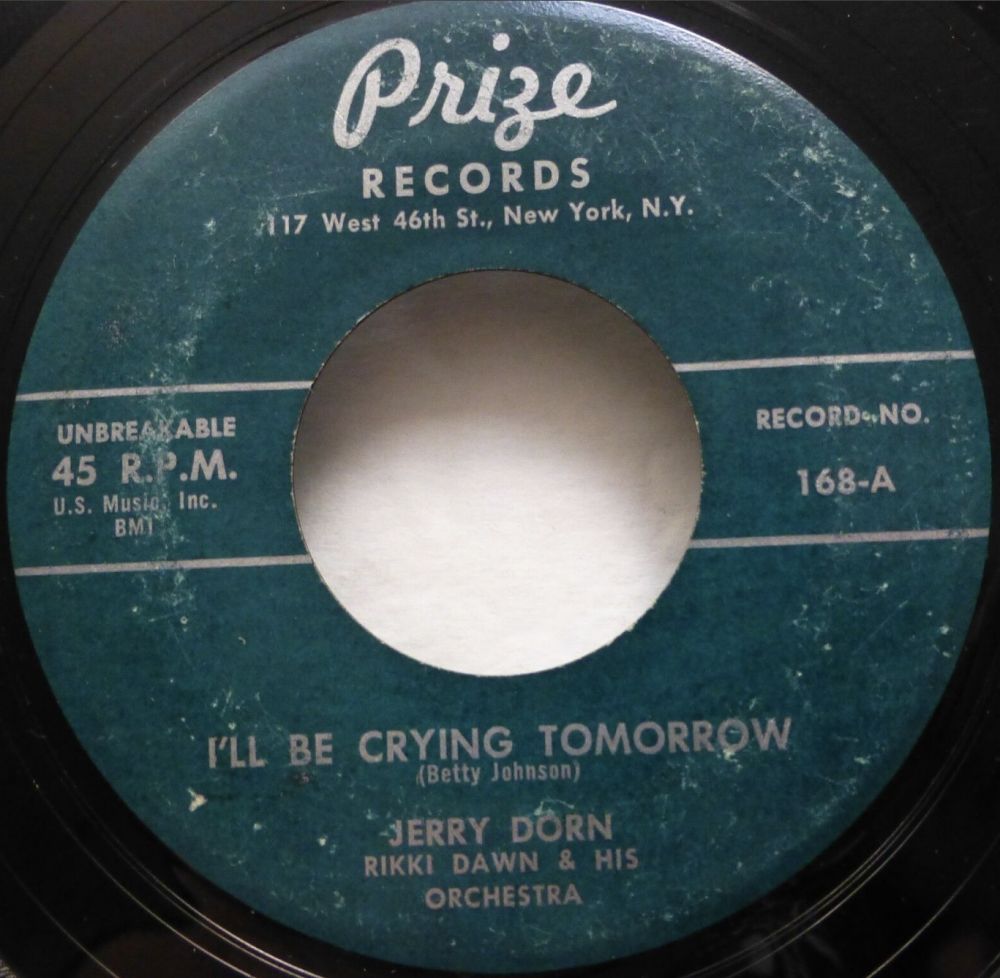 Prize
RECORDS
117 West 46th St., New York, N.Y.
UNBREAKABLE
45 R.P.M.
U.S. Music, Inc.
BMI
RECORD NO.
168-A
I'LL BE CRYING TOMORROW
(Betty Johnson)
JERRY DORN
RIKKI DAWN & HIS
ORCHESTRA